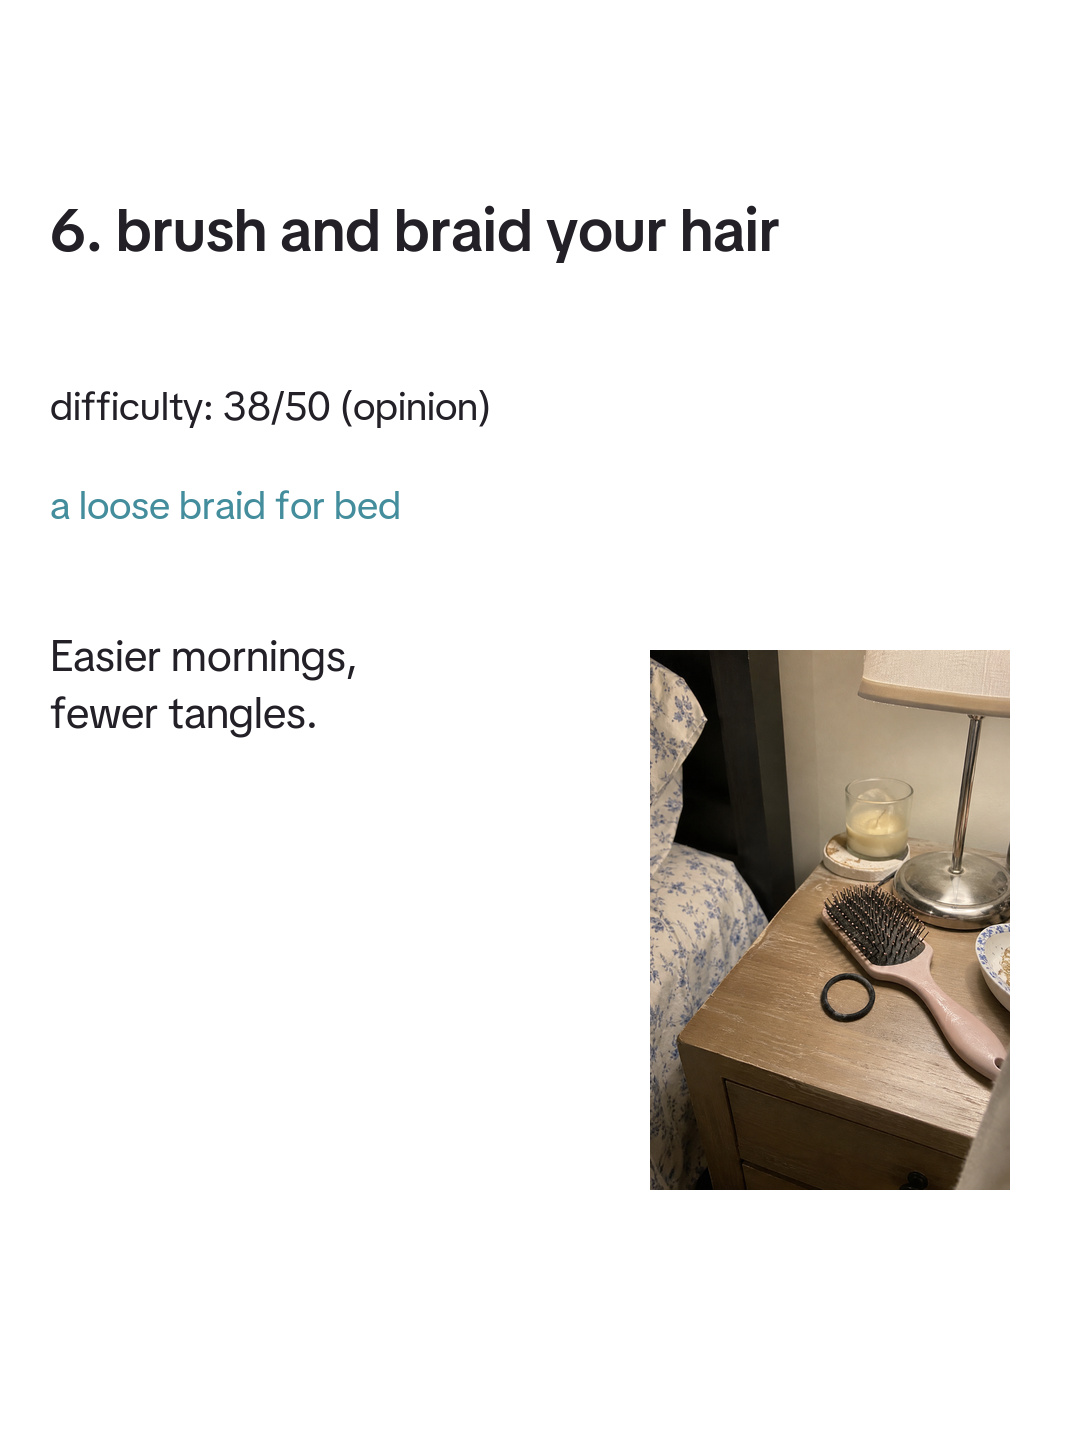 6. brush and braid your hair
difficulty: 38/50 (opinion)
a loose braid for bed
Easier mornings,
fewer tangles.